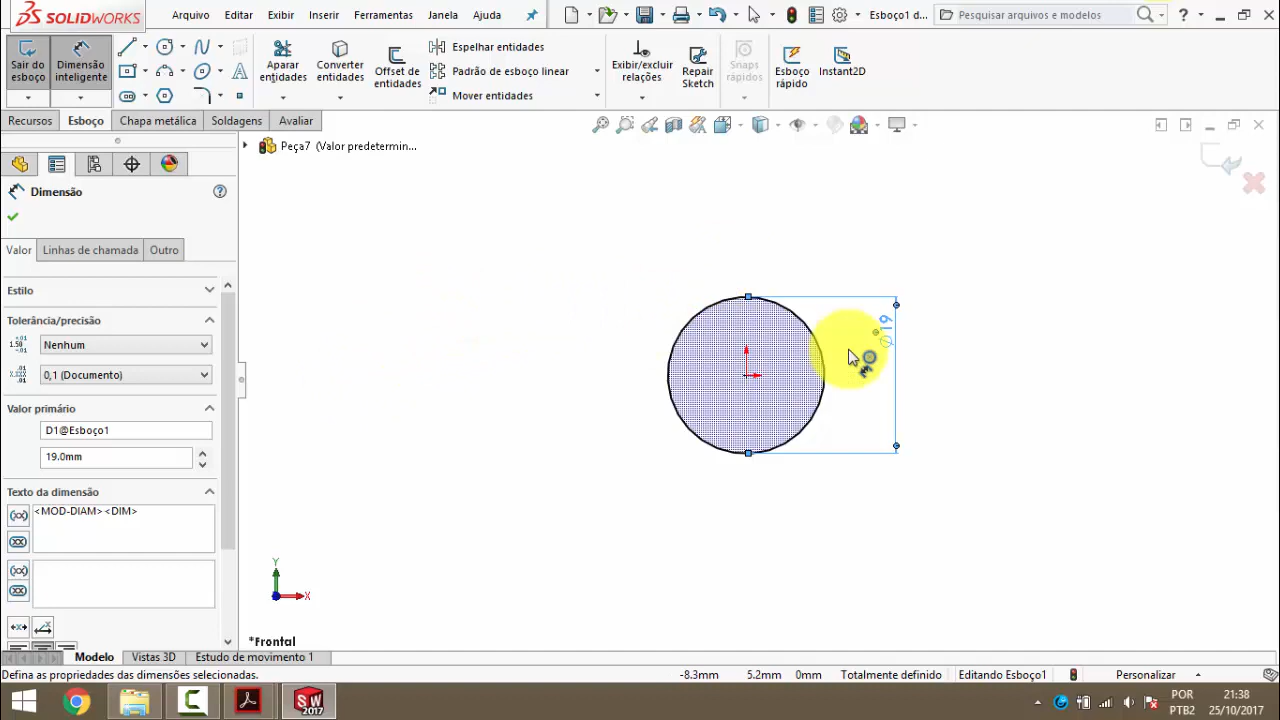 SOLIDWORKS
Arquivo Editar Exibir Inserir Ferramentas Janela Ajuda
Esboço1 d...
Pesquisar arquivos e modelos
Sair do esboço
Dimensão inteligente
Aparar entidades
Converter entidades
Offset de entidades
Espelhar entidades
Padrão de esboço linear
Mover entidades
Exibir/excluir relações
Repair Sketch
Snaps rápidos
Esboço rápido
Instant2D
Recursos Esboço Chapa metálica Soldagens Avaliar
Peça7 (Valor predetermin...
Dimensão
Valor Linhas de chamada Outro
Estilo
Tolerância/precisão
Nenhum
0,1 (Documento)
Valor primário
D1@Esboço1
19.0mm
Texto da dimensão
<MOD-DIAM><DIM>
∅19
Y
X
*Frontal
Modelo Vistas 3D Estudo de movimento 1
Defina as propriedades das dimensões selecionadas.
-8.3mm 5.2mm 0mm Totalmente definido Editando Esboço1 Personalizar
SW
2017
POR
PTB2
21:38
25/10/2017